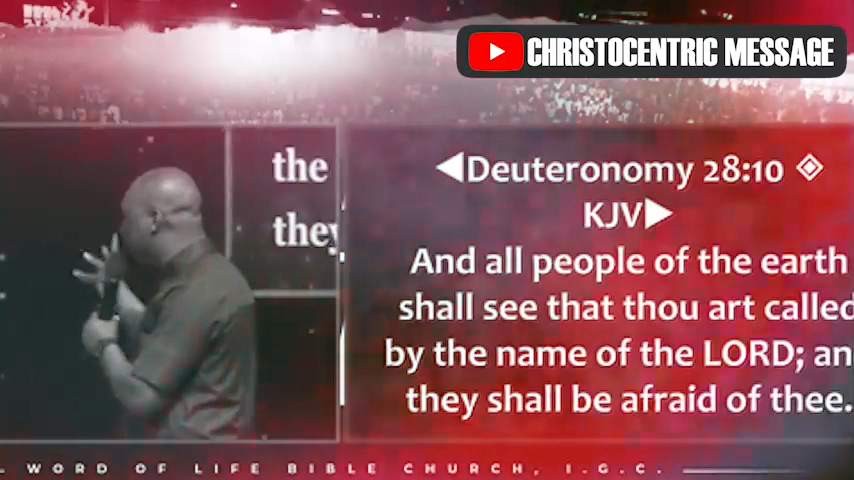 CHRISTOCENTRIC MESSAGE
the
they
◀Deuteronomy 28:10
KJV▶
And all people of the earth
shall see that thou art called
by the name of the LORD; an
they shall be afraid of thee.
WORD OF LIFE BIBLE CHURCH, I.G.C.